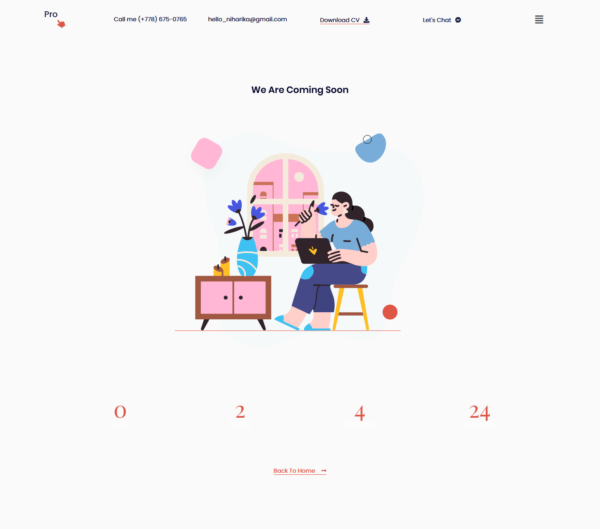 Pro
Call me (+778) 675-0765
hello_niharika@gmail.com
Download CV
Let's Chat
We Are Coming Soon
0
2
4
24
Back To Home